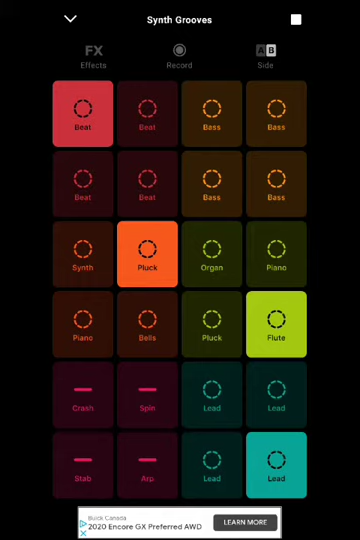 Synth Grooves
FX
A B
Effects
Record
Side
Beat
Beat
Bass
Bass
Beat
Beat
Bass
Bass
Synth
Pluck
Organ
Piano
Piano
Bells
Pluck
Flute
Crash
Spin
Lead
Lead
Stab
Arp
Lead
Lead
Buick Canada
2020 Encore GX Preferred AWD
LEARN MORE